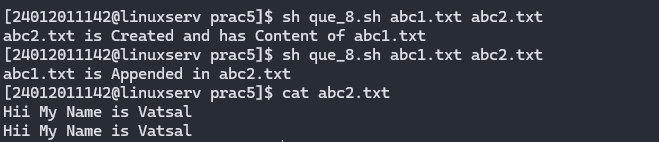 [24012011142@linuxserv prac5]$ sh que_8.sh abc1.txt abc2.txt
abc2.txt is Created and has Content of abc1.txt
[24012011142@linuxserv prac5]$ sh que_8.sh abc1.txt abc2.txt
abc1.txt is Appended in abc2.txt
[24012011142@linuxserv prac5]$ cat abc2.txt
Hii My Name is Vatsal
Hii My Name is Vatsal